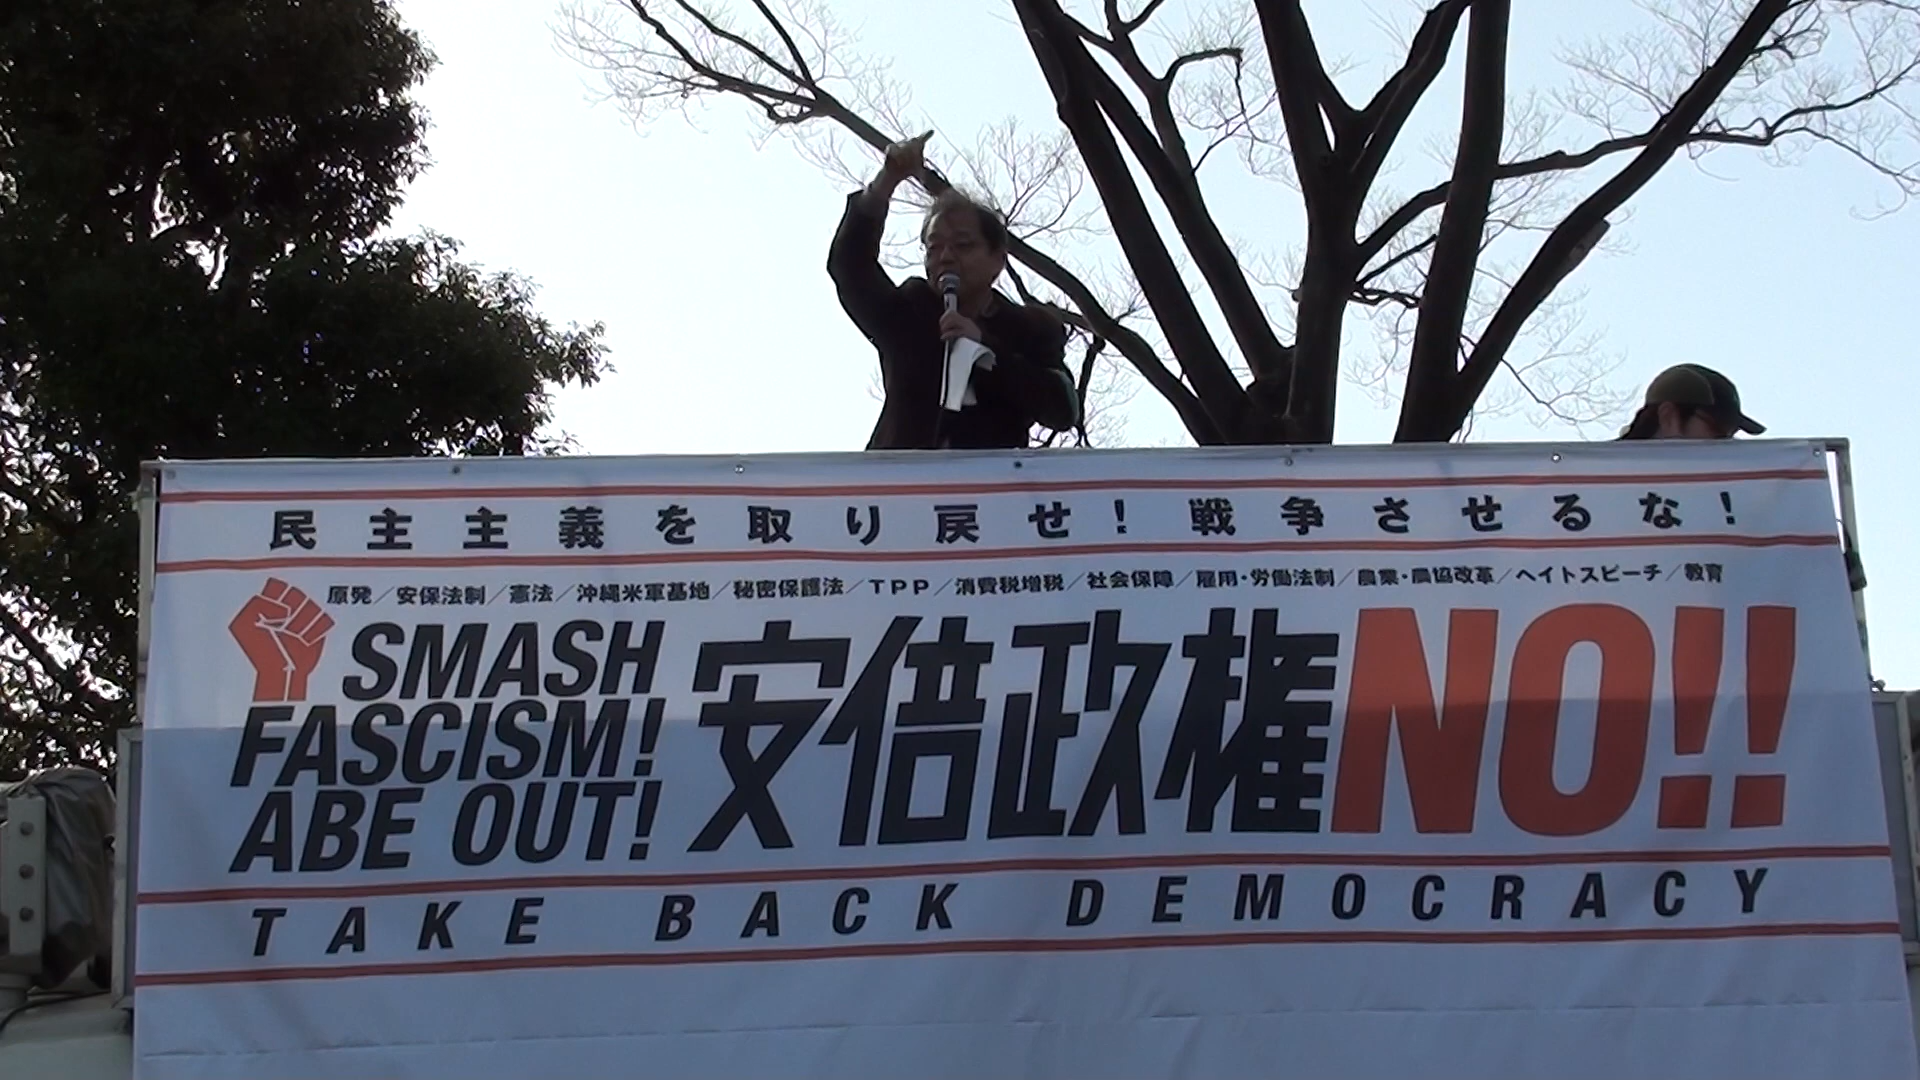 民主主義を取り戻せ!戦争させるな!
原発／安保法制／憲法／沖縄米軍基地／秘密保護法／TPP／消費税増税／社会保障／雇用・労働法制／農業・農協改革／ヘイトスピーチ／教育
SMASH
FASCISM!
ABE OUT!
安倍政権NO!!
TAKE BACK DEMOCRACY